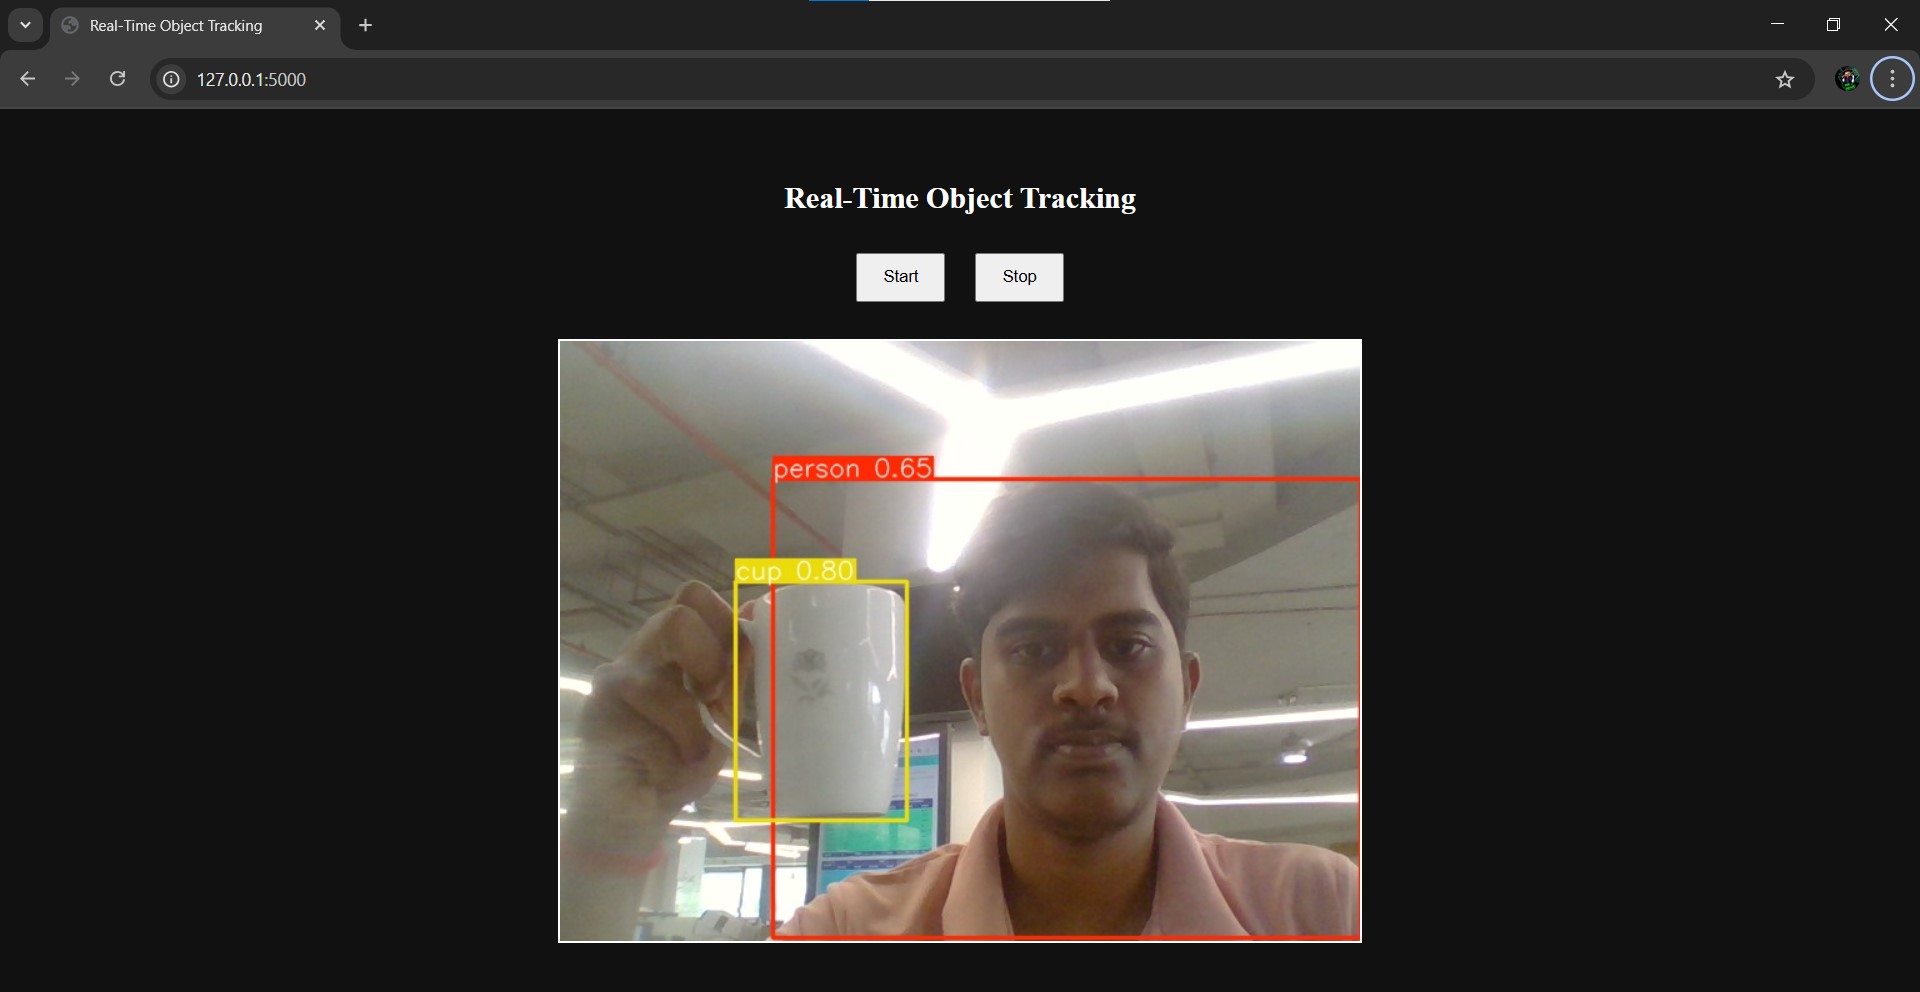 Real-Time Object Tracking
127.0.0.1:5000
Real-Time Object Tracking
Start Stop
person 0.65
cup 0.80